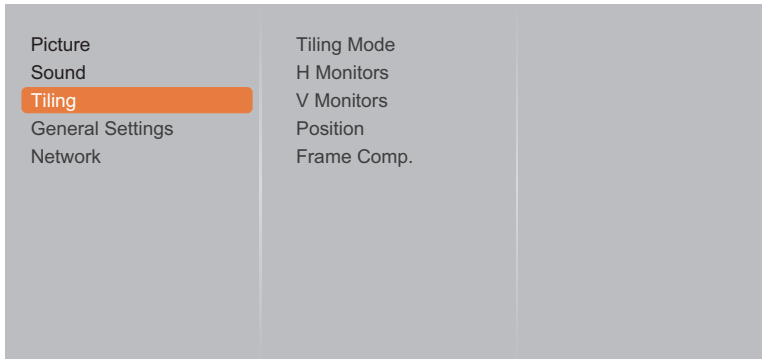 Picture
Sound
Tiling
General Settings
Network
Tiling Mode
H Monitors
V Monitors
Position
Frame Comp.